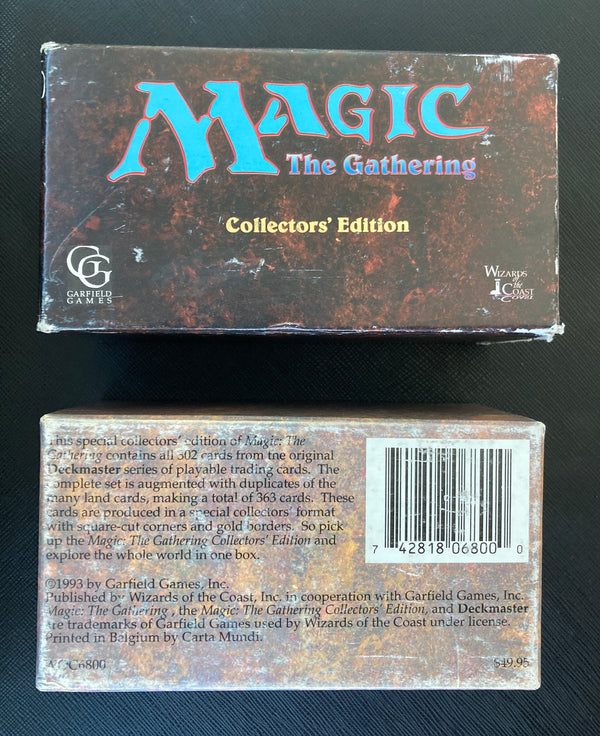 MAGIC
The Gathering
Collectors' Edition
GG
GARFIELD
GAMES
WIZARDS
of the
COAST
This special collectors' edition of Magic: The
Gathering contains all 302 cards from the original
Deckmaster series of playable trading cards. The
complete set is augmented with duplicates of the
many land cards, making a total of 363 cards. These
cards are produced in a special collectors' format
with square-cut corners and gold borders. So pick
up the Magic: The Gathering Collectors' Edition and
explore the whole world in one box.
7 42818 06800 0
©1993 by Garfield Games, Inc.
Published by Wizards of the Coast, Inc. in cooperation with Garfield Games, Inc.
Magic: The Gathering , the Magic: The Gathering Collectors' Edition, and Deckmaster
are trademarks of Garfield Games used by Wizards of the Coast under license.
Printed in Belgium by Carta Mundi.
$49.95